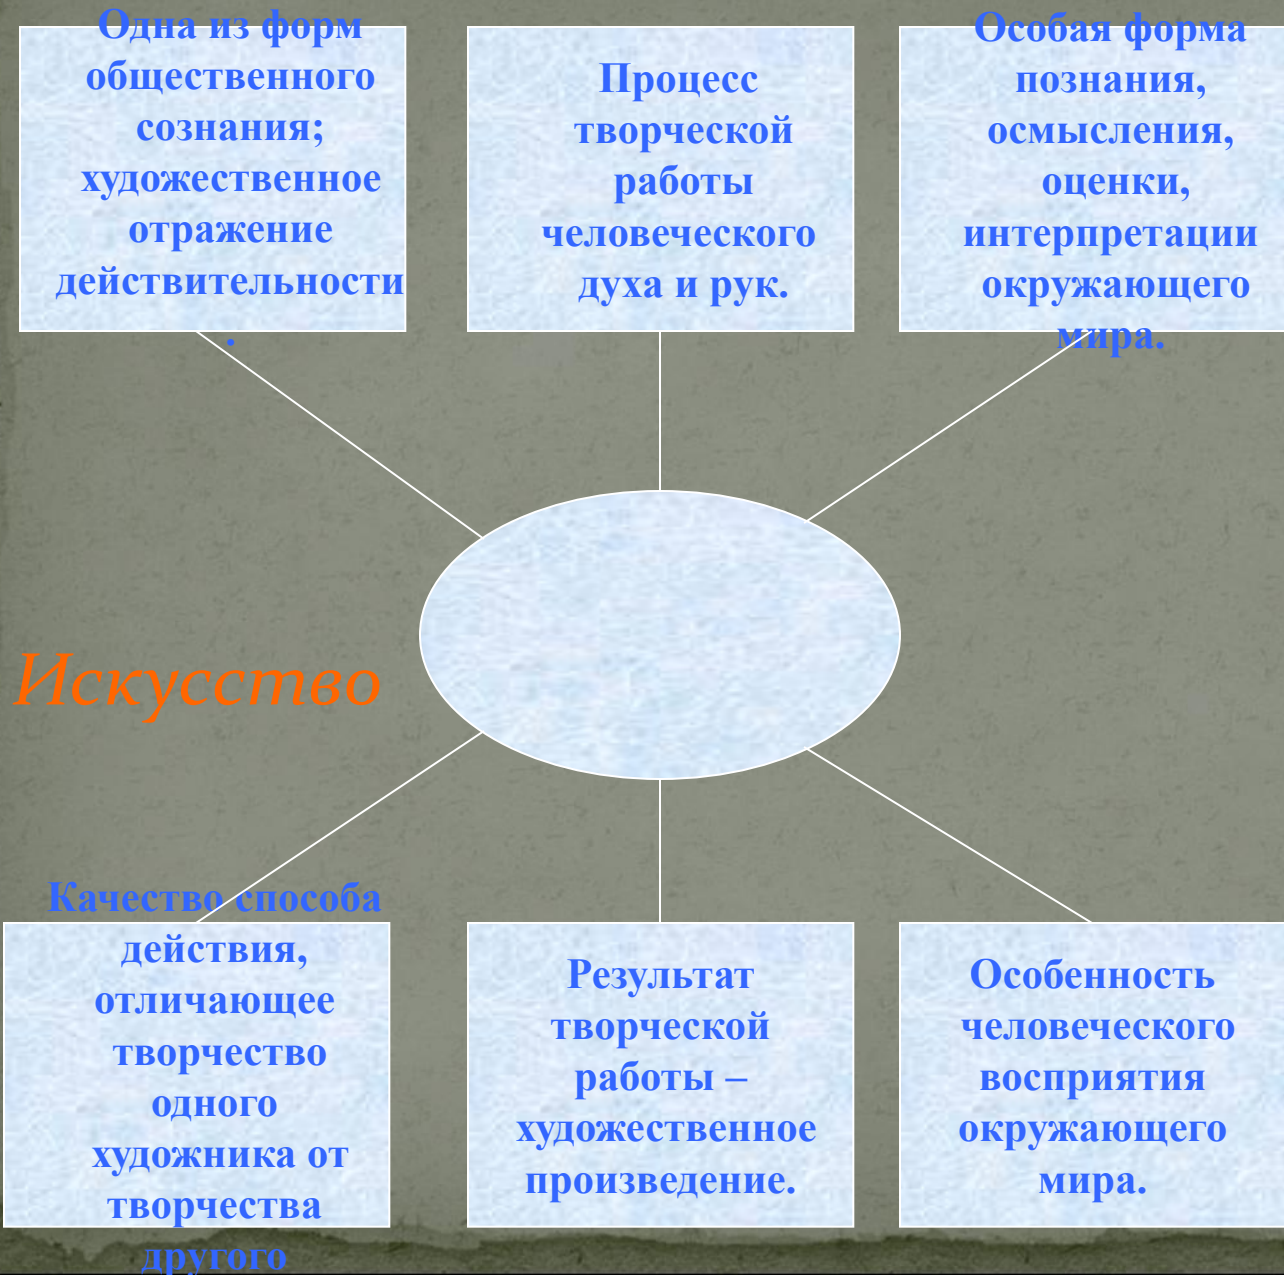 Одна из форм
общественного
сознания;
художественное
отражение
действительности
.
Процесс
творческой
работы
человеческого
духа и рук.
Особая форма
познания,
осмысления,
оценки,
интерпретации
окружающего
мира.
Искусство
Качество способа
действия,
отличающее
творчество
одного
художника от
творчества
другого
Результат
творческой
работы –
художественное
произведение.
Особенность
человеческого
восприятия
окружающего
мира.